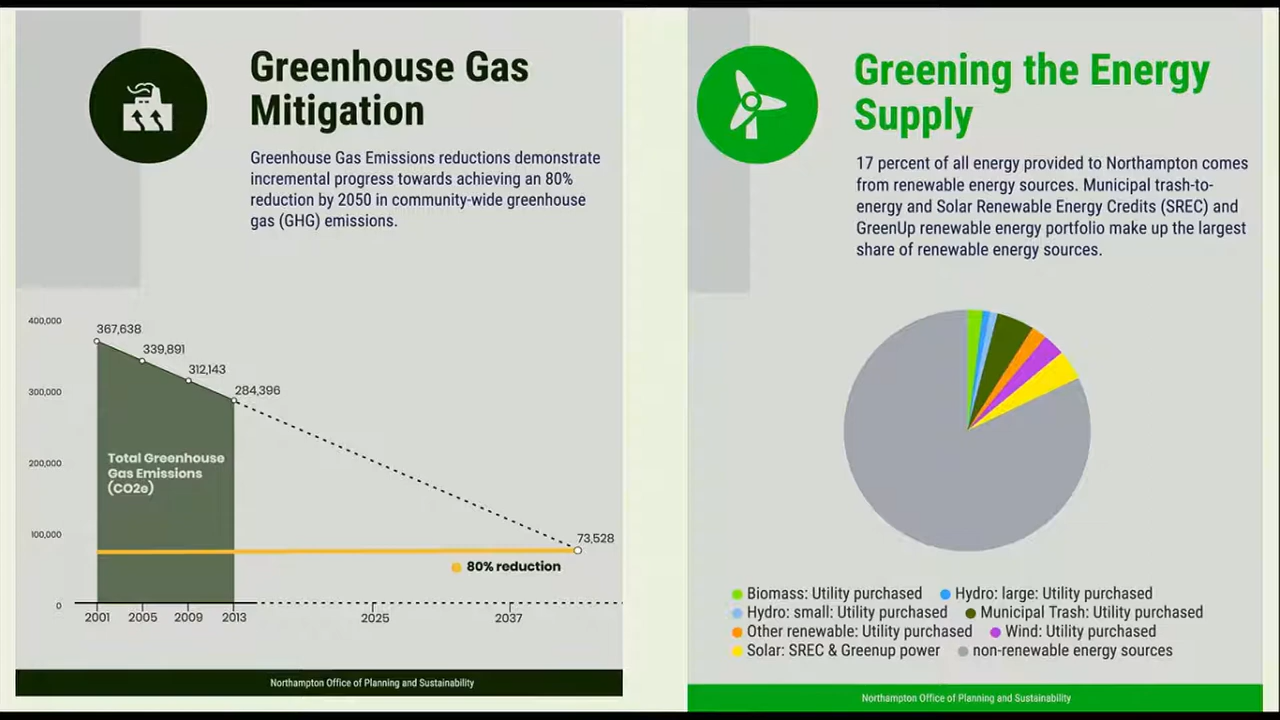 Greenhouse Gas
Mitigation
Greenhouse Gas Emissions reductions demonstrate
incremental progress towards achieving an 80%
reduction by 2050 in community-wide greenhouse
gas (GHG) emissions.
400,000
367,638
339,891
312,143
300,000
284,396
200,000
Total Greenhouse
Gas Emissions
(CO2e)
100,000
73,528
80% reduction
0
2001 2005 2009 2013 2025 2037
Northampton Office of Planning and Sustainability
Greening the Energy
Supply
17 percent of all energy provided to Northampton comes
from renewable energy sources. Municipal trash-to-
energy and Solar Renewable Energy Credits (SREC) and
GreenUp renewable energy portfolio make up the largest
share of renewable energy sources.
Biomass: Utility purchased Hydro: large: Utility purchased
Hydro: small: Utility purchased Municipal Trash: Utility purchased
Other renewable: Utility purchased Wind: Utility purchased
Solar: SREC & Greenup power non-renewable energy sources
Northampton Office of Planning and Sustainability